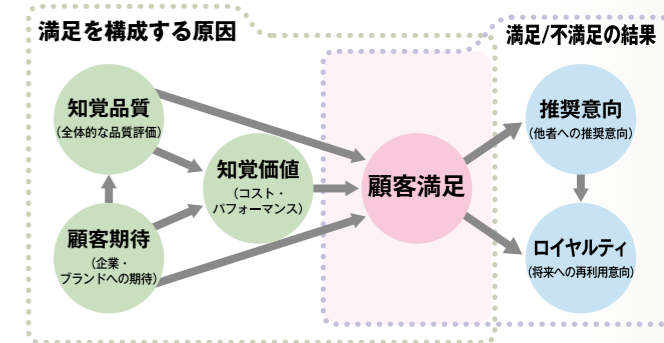 満足を構成する原因
満足/不満足の結果
知覚品質
（全体的な品質評価）
推奨意向
（他者への推奨意向）
知覚価値
（コスト・
パフォーマンス）
顧客満足
顧客期待
（企業・
ブランドへの期待）
ロイヤルティ
（将来への再利用意向）